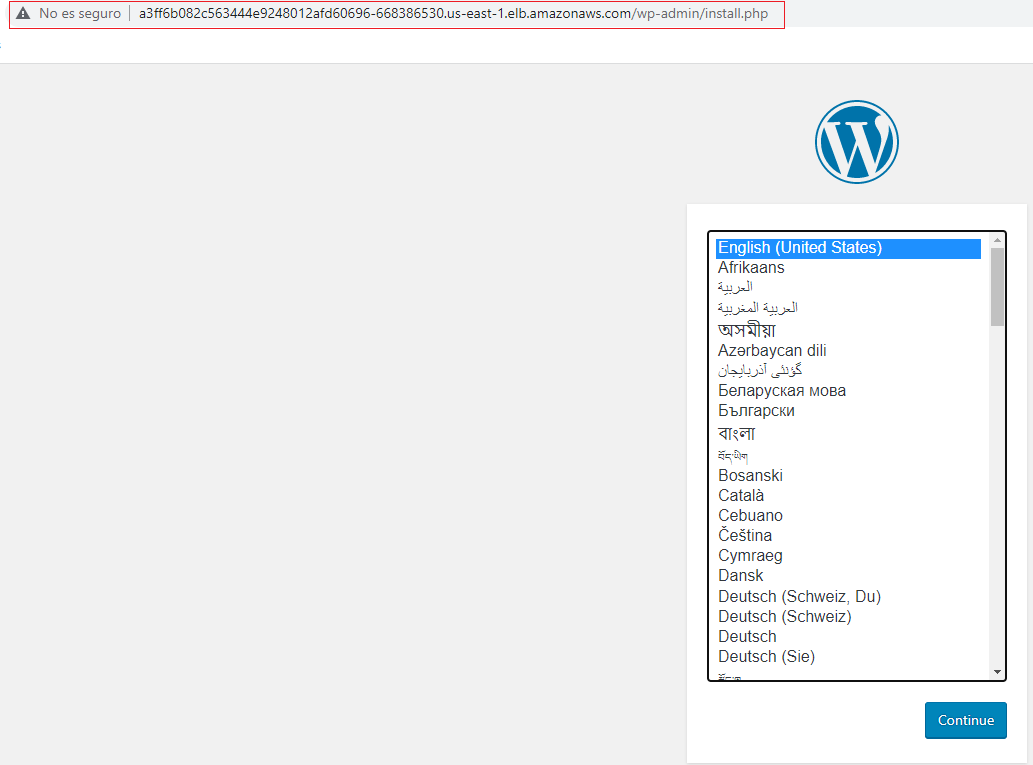 No es seguro a3ff6b082c563444e9248012afd60696-668386530.us-east-1.elb.amazonaws.com/wp-admin/install.php
English (United States)
Afrikaans
العربية
العربية المغربية
অসমীয়া
Azərbaycan dili
گؤنئی آذربایجان
Беларуская мова
Български
বাংলা
བོད་ཡིག
Bosanski
Català
Cebuano
Čeština
Cymraeg
Dansk
Deutsch (Schweiz, Du)
Deutsch (Schweiz)
Deutsch
Deutsch (Sie)
Continue